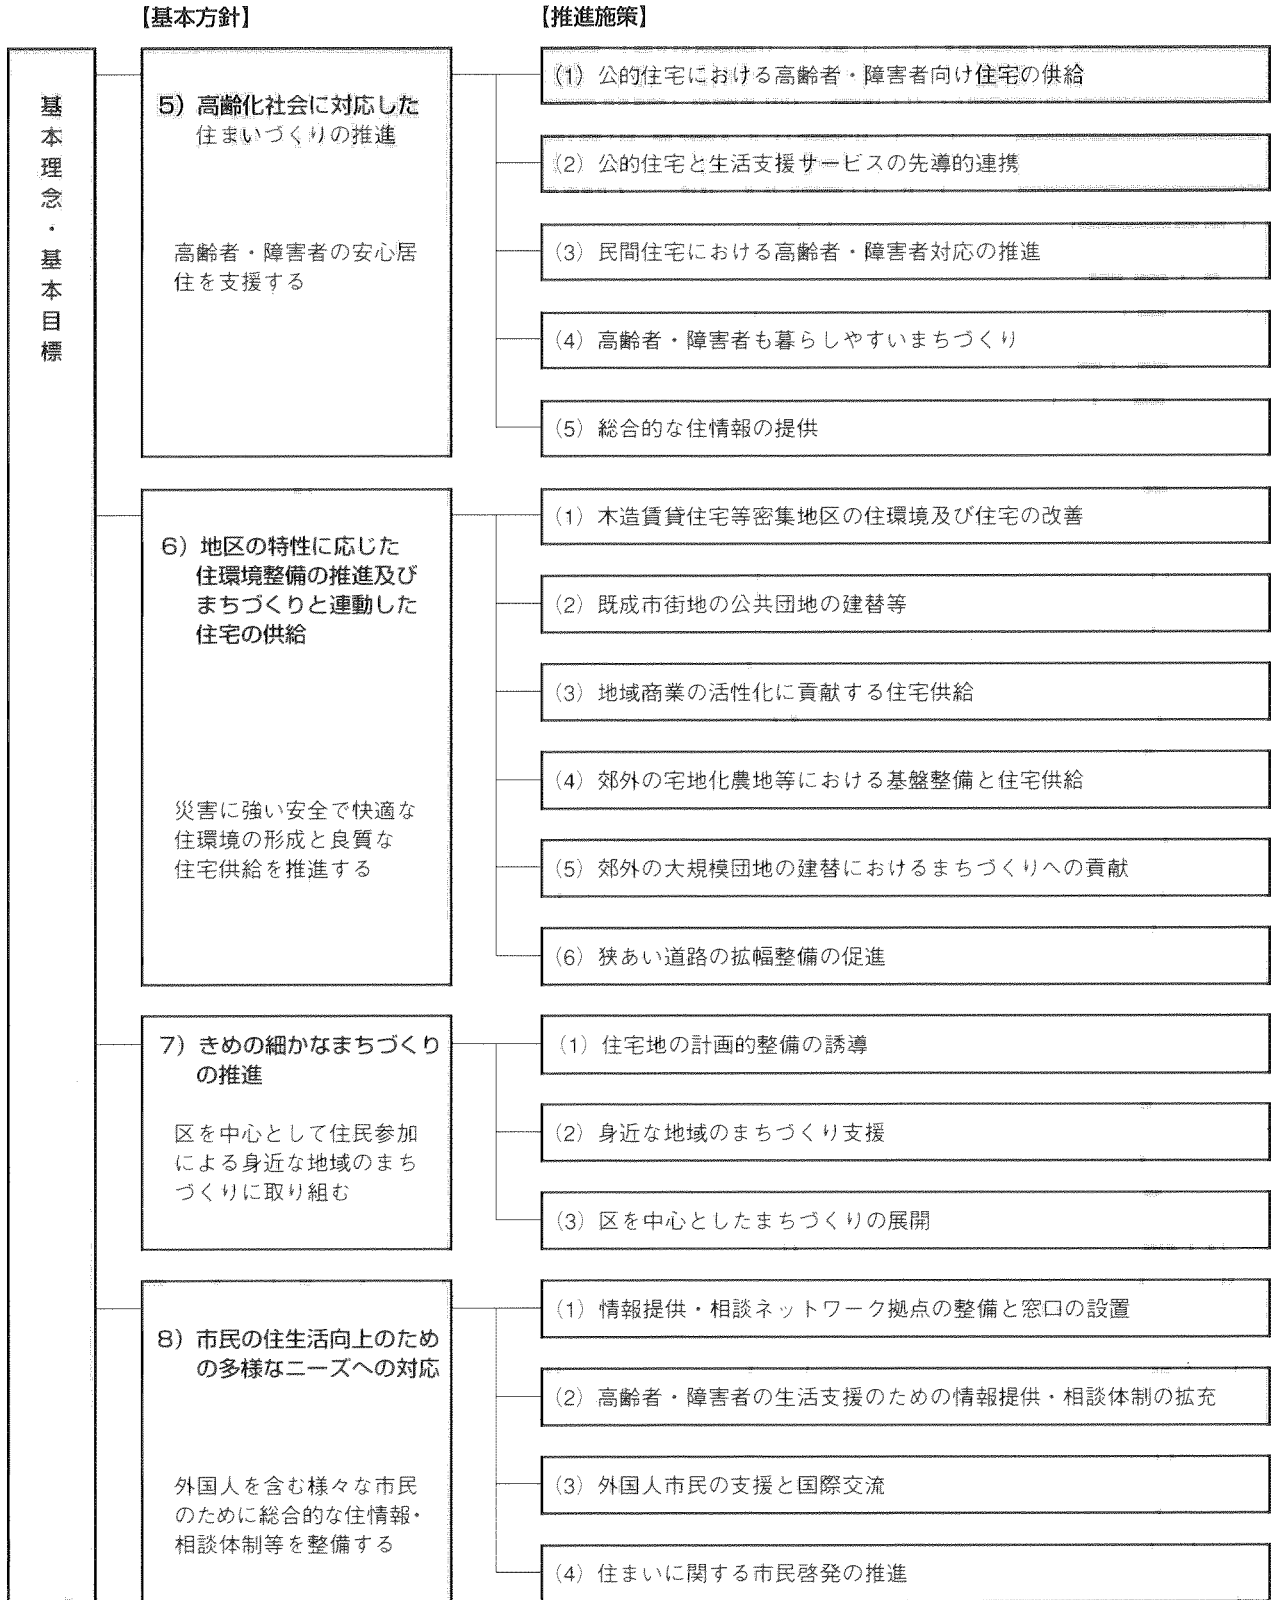 【基本方針】
【推進施策】
基本理念・基本目標
5）高齢化社会に対応した
住まいづくりの推進
高齢者・障害者の安心居
住を支援する
(1) 公的住宅における高齢者・障害者向け住宅の供給
(2) 公的住宅と生活支援サービスの先導的連携
(3) 民間住宅における高齢者・障害者対応の推進
(4) 高齢者・障害者も暮らしやすいまちづくり
(5) 総合的な住情報の提供
6）地区の特性に応じた
住環境整備の推進及び
まちづくりと連動した
住宅の供給
災害に強い安全で快適な
住環境の形成と良質な
住宅供給を推進する
(1) 木造賃貸住宅等密集地区の住環境及び住宅の改善
(2) 既成市街地の公共団地の建替等
(3) 地域商業の活性化に貢献する住宅供給
(4) 郊外の宅地化農地等における基盤整備と住宅供給
(5) 郊外の大規模団地の建替におけるまちづくりへの貢献
(6) 狭あい道路の拡幅整備の促進
7）きめの細かなまちづくり
の推進
区を中心として住民参加
による身近な地域のまち
づくりに取り組む
(1) 住宅地の計画的整備の誘導
(2) 身近な地域のまちづくり支援
(3) 区を中心としたまちづくりの展開
8）市民の住生活向上のため
の多様なニーズへの対応
外国人を含む様々な市民
のために総合的な住情報・
相談体制等を整備する
(1) 情報提供・相談ネットワーク拠点の整備と窓口の設置
(2) 高齢者・障害者の生活支援のための情報提供・相談体制の拡充
(3) 外国人市民の支援と国際交流
(4) 住まいに関する市民啓発の推進